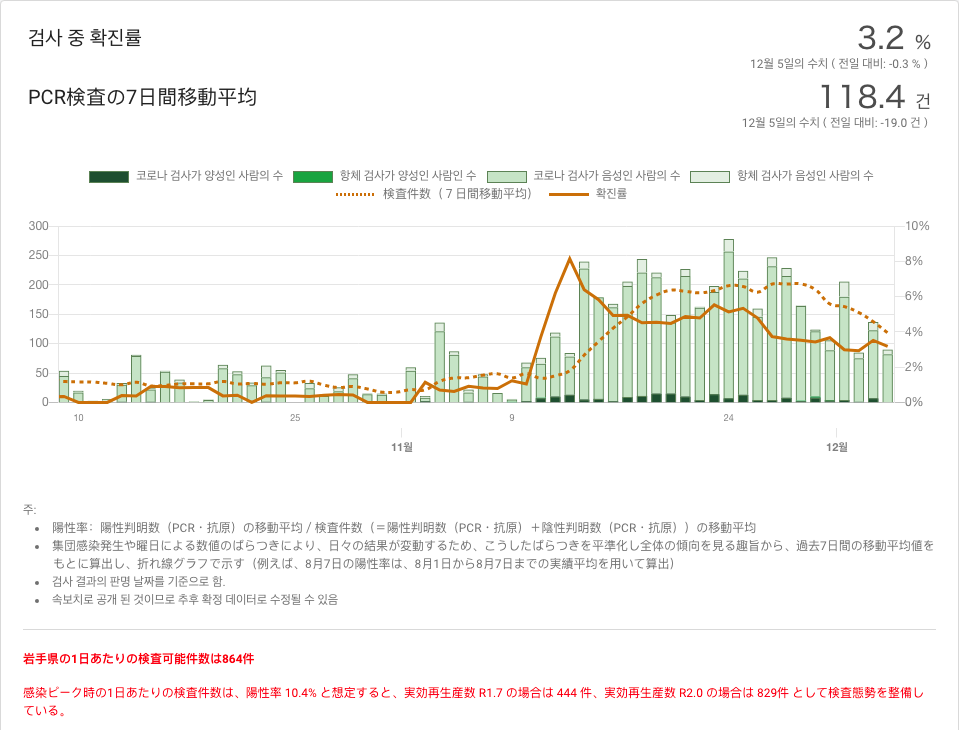 검사 중 확진률
3.2 %
12월 5일의 수치 ( 전일 대비: -0.3 % )
PCR検査の7日間移動平均
118.4 건
12월 5일의 수치 ( 전일 대비: -19.0 건 )
코로나 검사가 양성인 사람의 수 항체 검사가 양성인 사람인 수 코로나 검사가 음성인 사람의 수 항체 검사가 음성인 사람의 수
検査件数（７日間移動平均） 확진률
300 10%
250 8%
200 6%
150 4%
100 2%
50 0%
0
10 25 9 24
11월 12월
주:
陽性率：陽性判明数（PCR・抗原）の移動平均 / 検査件数（＝陽性判明数（PCR・抗原）＋陰性判明数（PCR・抗原））の移動平均
集団感染発生や曜日による数値のばらつきにより、日々の結果が変動するため、こうしたばらつきを平準化し全体の傾向を見る趣旨から、過去7日間の移動平均値を
もとに算出し、折れ線グラフで示す（例えば、8月7日の陽性率は、8月1日から8月7日までの実績平均を用いて算出）
검사 결과의 판명 날짜를 기준으로 함.
속보치로 공개 된 것이므로 추후 확정 데이터로 수정될 수 있음
岩手県の1日あたりの検査可能件数は864件
感染ピーク時の1日あたりの検査件数は、陽性率 10.4% と想定すると、実効再生産数 R1.7 の場合は 444 件、実効再生産数 R2.0 の場合は 829件 として検査態勢を整備し
ている。